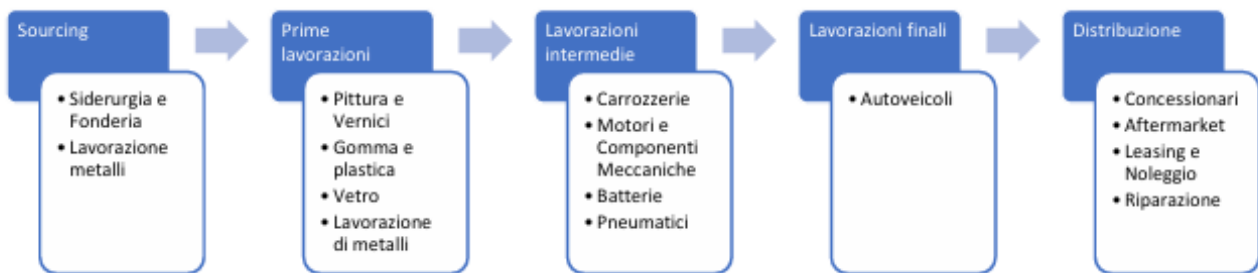 Sourcing
• Siderurgia e
Fonderia
• Lavorazione
metalli
Prime
lavorazioni
• Pittura e
Vernici
• Gomma e
plastica
• Vetro
• Lavorazione
di metalli
Lavorazioni
intermedie
• Carrozzerie
• Motori e
Componenti
Meccaniche
• Batterie
• Pneumatici
Lavorazioni finali
• Autoveicoli
Distribuzione
• Concessionari
• Aftermarket
• Leasing e
Noleggio
• Riparazione